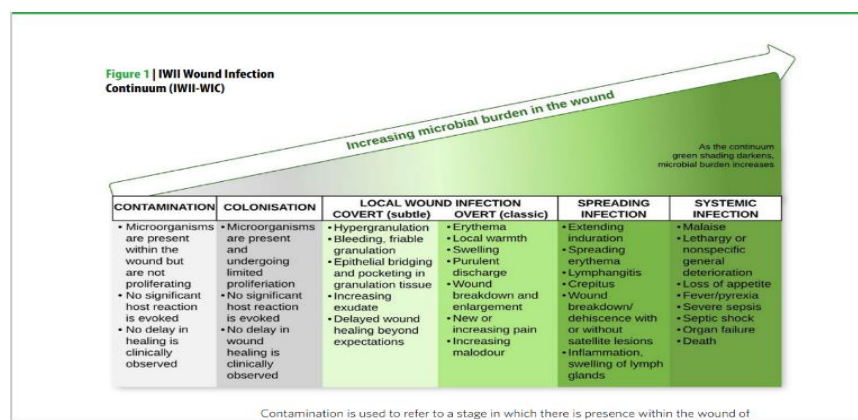 Figure 1 | IWII Wound Infection
Continuum (IWII-WIC)
Increasing microbial burden in the wound
As the continuum
green shading darkens,
microbial burden increases
CONTAMINATION
• Microorganisms
are present
within the
wound but
are not
proliferating
• No significant
host reaction
is evoked
• No delay in
healing is
clinically
observed
COLONISATION
• Microorganisms
are present
and
undergoing
limited
proliferiation
• No significant
host reaction
is evoked
• No delay in
wound
healing is
clinically
observed
LOCAL WOUND INFECTION
COVERT (subtle)
• Hypergranulation
• Bleeding, friable
granulation
• Epithelial bridging
and pocketing in
granulation tissue
• Increasing
exudate
• Delayed wound
healing beyond
expectations
OVERT (classic)
• Erythema
• Local warmth
• Swelling
• Purulent
discharge
• Wound
breakdown and
enlargement
• New or
increasing pain
• Increasing
malodour
SPREADING
INFECTION
• Extending
induration
• Spreading
erythema
• Lymphangitis
• Crepitus
• Wound
breakdown/
dehiscence with
or without
satellite lesions
• Inflammation,
swelling of lymph
glands
SYSTEMIC
INFECTION
• Malaise
• Lethargy or
nonspecific
general
deterioration
• Loss of appetite
• Fever/pyrexia
• Severe sepsis
• Septic shock
• Organ failure
• Death
Contamination is used to refer to a stage in which there is presence within the wound of